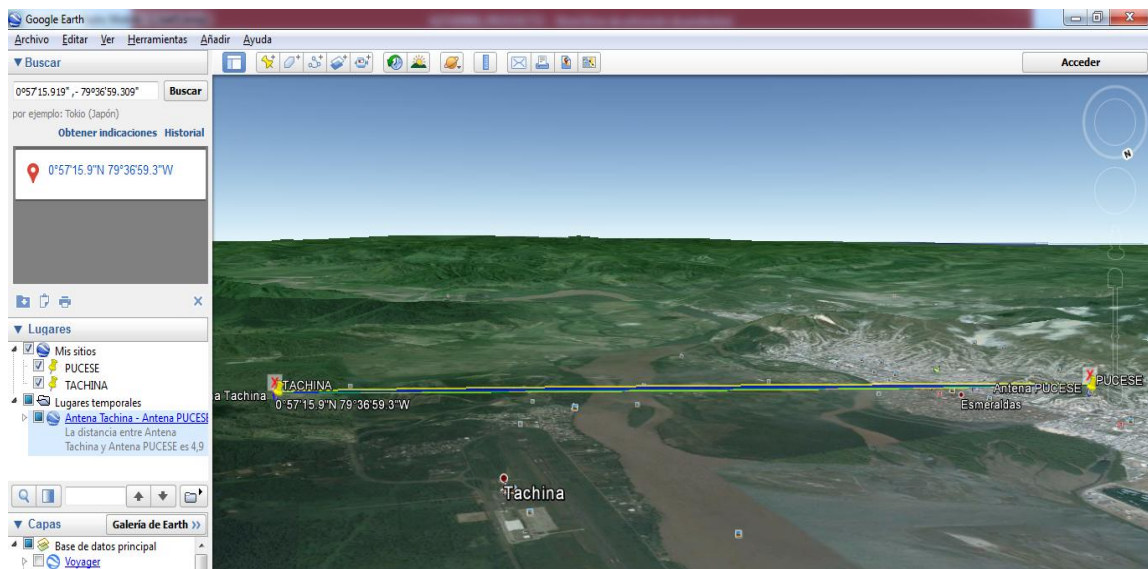 Google Earth
Archivo Editar Ver Herramientas Añadir Ayuda
▼ Buscar
0°57'15.919" ,- 79°36'59.309"
Buscar
por ejemplo: Tokio (Japón)
Obtener indicaciones Historial
0°57'15.9"N 79°36'59.3"W
▼ Lugares
Mis sitios
PUCESE
TACHINA
Lugares temporales
Antena Tachina - Antena PUCESE
La distancia entre Antena
Tachina y Antena PUCESE es 4,9
▼ Capas
Galería de Earth >>
Base de datos principal
Voyager
Acceder
N
a Tachina
TACHINA
0°57'15.9"N 79°36'59.3"W
Antena PUCESE
PUCESE
Esmeraldas
Tachina